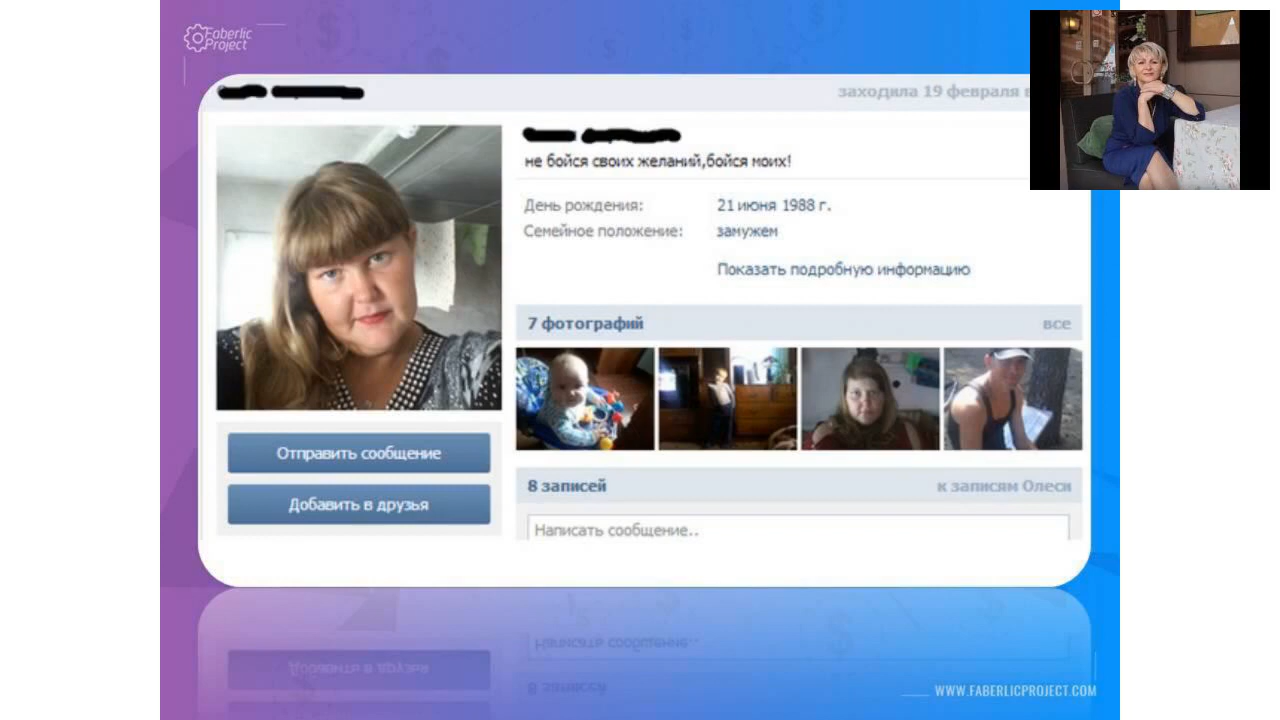 Faberlic
Project
заходила 19 февраля в
не бойся своих желаний,бойся моих!
День рождения: 21 июня 1988 г.
Семейное положение: замужем
Показать подробную информацию
7 фотографий все
Отправить сообщение
Добавить в друзья
8 записей к записям Олеси
Написать сообщение..
WWW.FABERLICPROJECT.COM